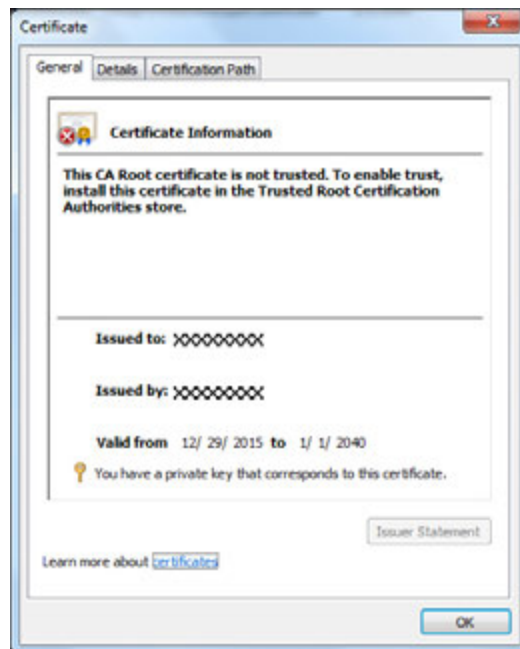 Certificate
General Details Certification Path
Certificate Information
This CA Root certificate is not trusted. To enable trust,
install this certificate in the Trusted Root Certification
Authorities store.
Issued to: XXXXXXXX
Issued by: XXXXXXXX
Valid from 12/ 29/ 2015 to 1/ 1/ 2040
You have a private key that corresponds to this certificate.
Issuer Statement
Learn more about certificates
OK